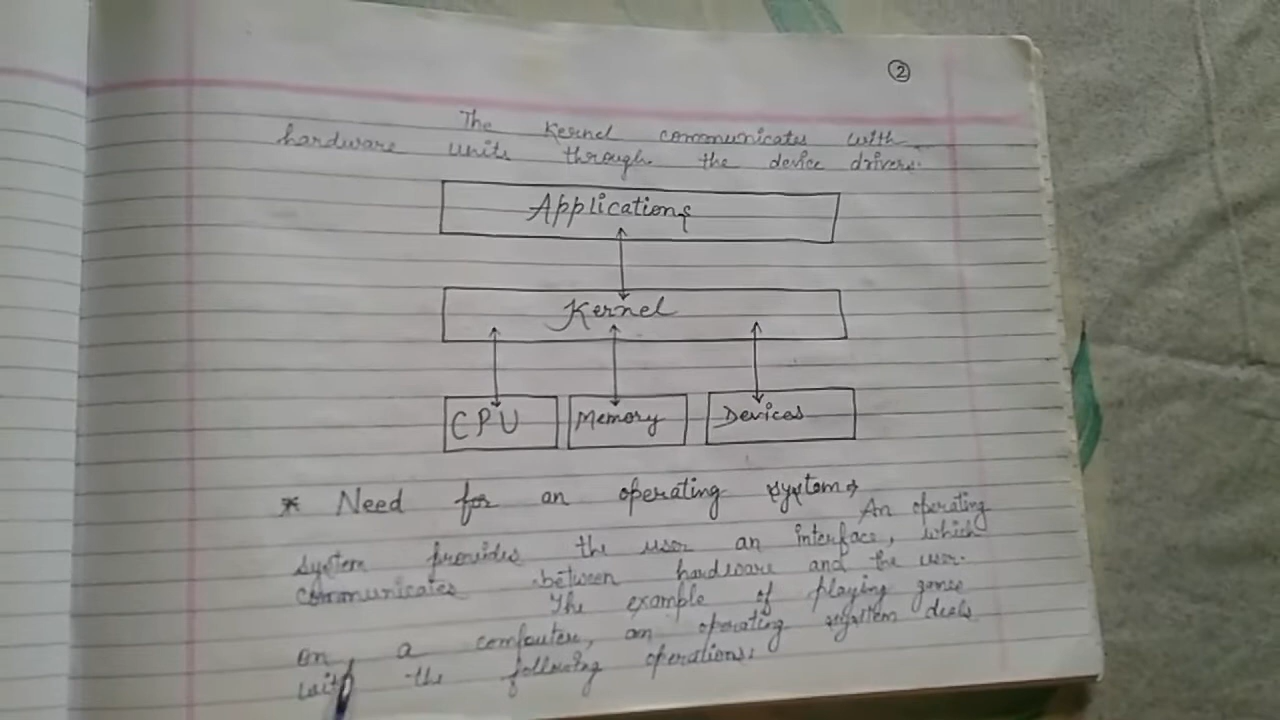 2
The Kernel communicates with
hardware units through the device drivers.
Applications
Kernel
CPU Memory Devices
* Need for an operating system→
An operating
system provides the user an interface, which
communicates between hardware and the user.
The example of playing games
on a computer, an operating system deals
with the following operations: